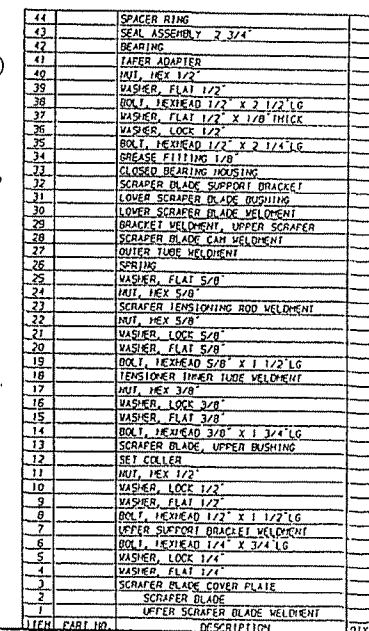 44 SPACER RING
43 SEAL ASSEMBLY 2 3/4"
42 BEARING
41 TAPER ADAPTER
40 NUT, HEX 1/2"
39 WASHER, FLAT 1/2"
38 BOLT, HEXHEAD 1/2" X 2 1/2"LG
37 WASHER, FLAT 1/2" X 1/8"THICK
36 WASHER, LOCK 1/2"
35 BOLT, HEXHEAD 1/2" X 2 1/4"LG
34 GREASE FITTING 1/8"
33 CLOSED BEARING HOUSING
32 SCRAPER BLADE SUPPORT BRACKET
31 LOWER SCRAPER BLADE BUSHING
30 LOWER SCRAPER BLADE WELDMENT
29 BRACKET WELDMENT, UPPER SCRAPER
28 SCRAPER BLADE CAM WELDMENT
27 OUTER TUBE WELDMENT
26 SPRING
25 WASHER, FLAT 5/8"
24 NUT, HEX 5/8"
23 SCRAPER TENSIONING ROD WELDMENT
22 NUT, HEX 5/8"
21 WASHER, LOCK 5/8"
20 WASHER, FLAT 5/8"
19 BOLT, HEXHEAD 5/8" X 1 1/2"LG
18 TENSIONER INNER TUBE WELDMENT
17 NUT, HEX 3/8"
16 WASHER, LOCK 3/8"
15 WASHER, FLAT 3/8"
14 BOLT, HEXHEAD 3/8" X 1 3/4"LG
13 SCRAPER BLADE, UPPER BUSHING
12 SET COLLER
11 NUT, HEX 1/2"
10 WASHER, LOCK 1/2"
9 WASHER, FLAT 1/2"
8 BOLT, HEXHEAD 1/2" X 1 1/2"LG
7 UPPER SUPPORT BRACKET WELDMENT
6 BOLT, HEXHEAD 1/4" X 3/4"LG
5 WASHER, LOCK 1/4"
4 WASHER, FLAT 1/4"
3 SCRAPER BLADE COVER PLATE
2 SCRAPER BLADE
1 UPPER SCRAPER BLADE WELDMENT
ITEM PART NO. DESCRIPTION QTY